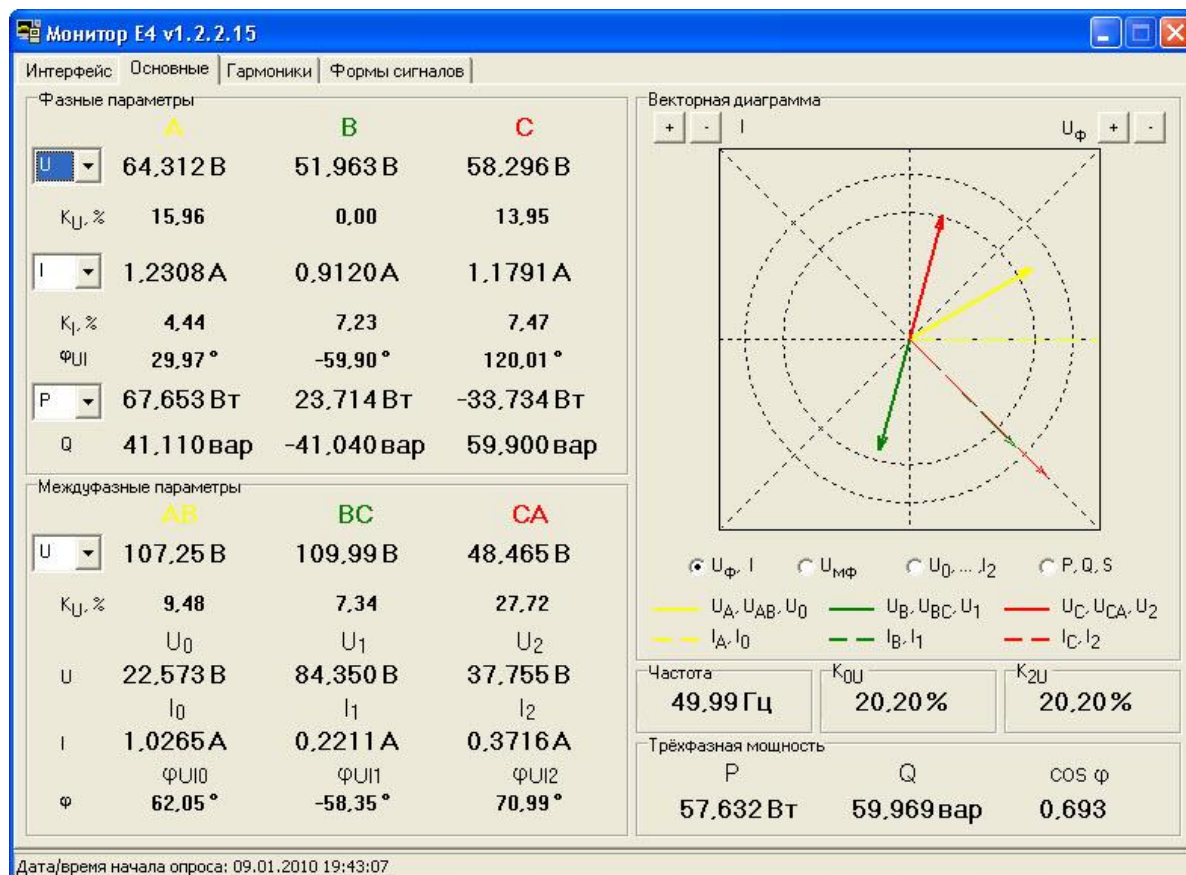 Монитор Е4 v1.2.2.15
Интерфейс Основные Гармоники Формы сигналов
Фазные параметры
A B C
U 64,312 В 51,963 В 58,296 В
KU, % 15,96 0,00 13,95
I 1,2308 А 0,9120 А 1,1791 А
KI, % 4,44 7,23 7,47
φUI 29,97 ° -59,90 ° 120,01 °
P 67,653 Вт 23,714 Вт -33,734 Вт
Q 41,110 вар -41,040 вар 59,900 вар
Междуфазные параметры
AB BC CA
U 107,25 В 109,99 В 48,465 В
KU, % 9,48 7,34 27,72
U0 U1 U2
U 22,573 В 84,350 В 37,755 В
I0 I1 I2
I 1,0265 А 0,2211 А 0,3716 А
φUI0 φUI1 φUI2
φ 62,05 ° -58,35 ° 70,99 °
Векторная диаграмма
+ - I Uф + -
Uф, I Uмф U0, ... ,I2 P, Q, S
UA, UAB, U0 UB, UBC, U1 UC, UCA, U2
IA, I0 IB, I1 IC, I2
Частота K0U K2U
49,99 Гц 20,20 % 20,20 %
Трёхфазная мощность
P Q cos φ
57,632 Вт 59,969 вар 0,693
Дата/время начала опроса: 09.01.2010 19:43:07